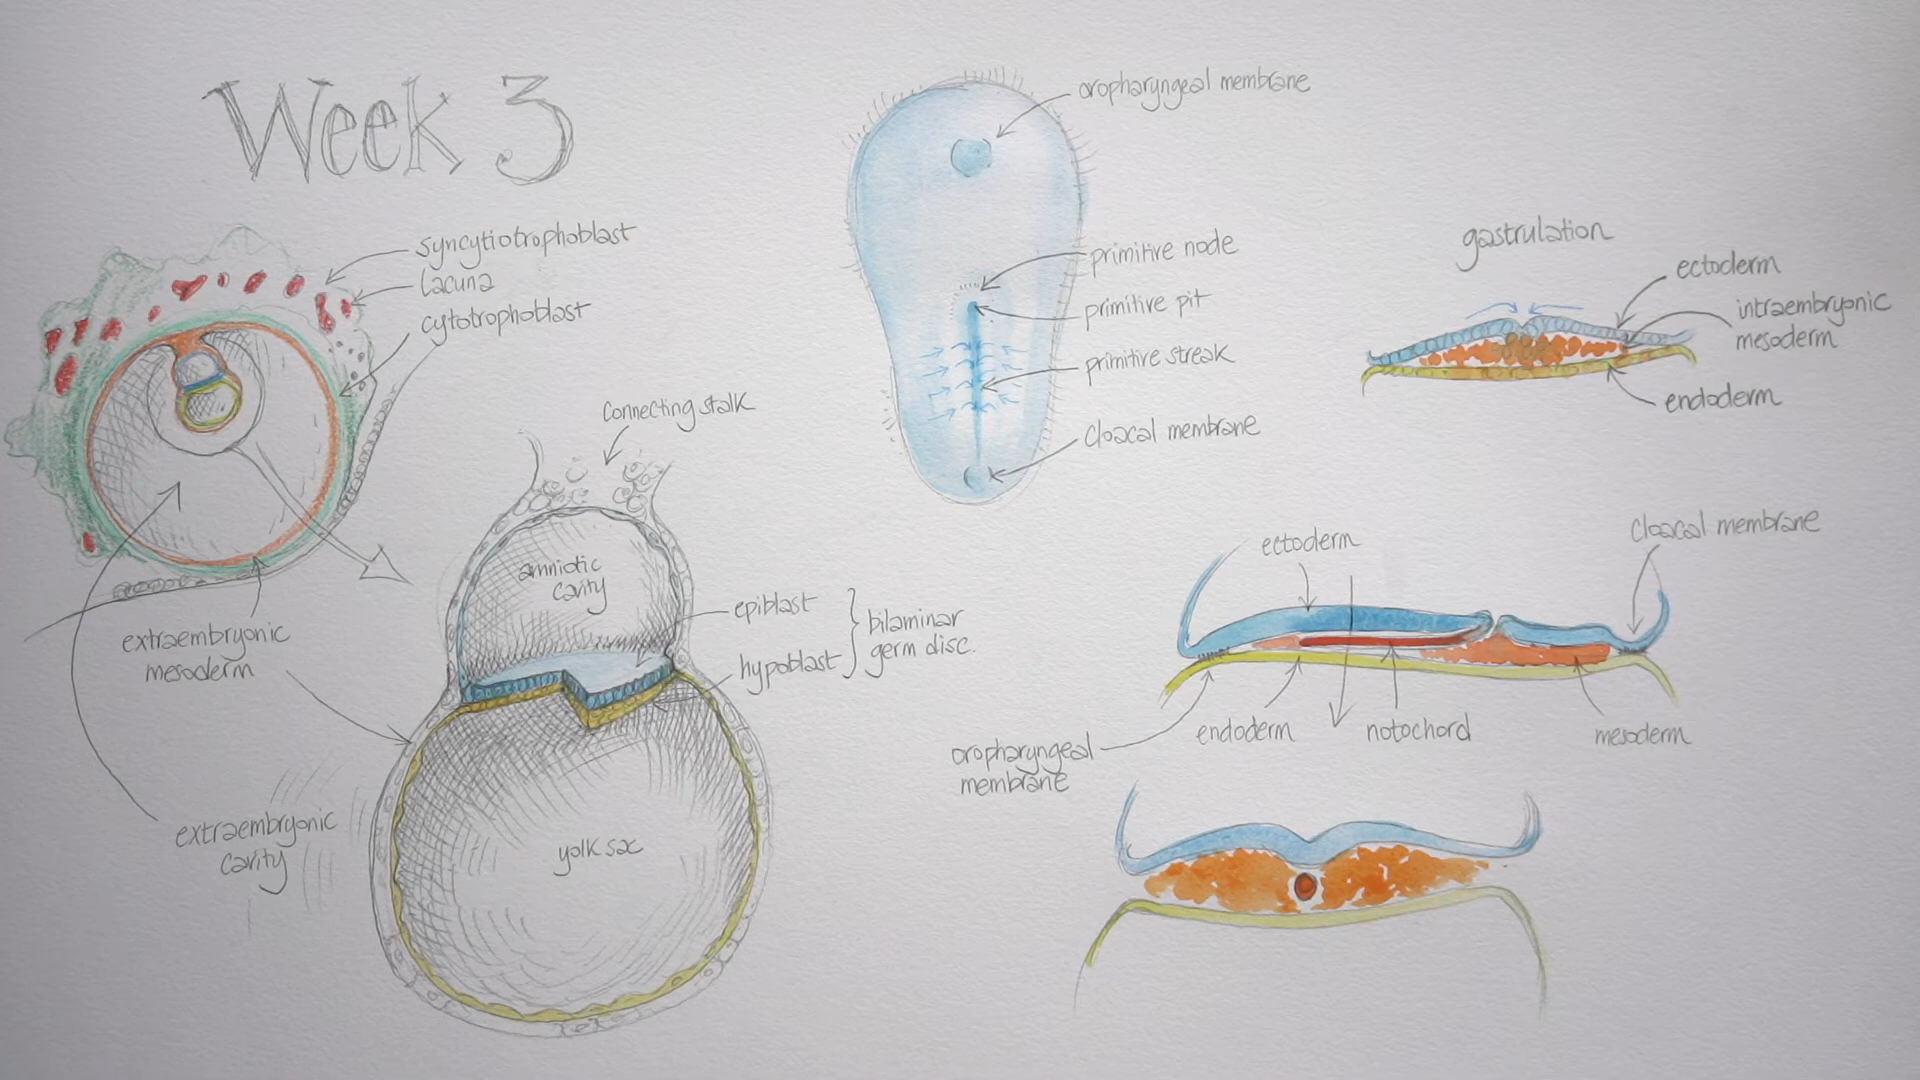 Week 3
syncytiotrophoblast
lacuna
cytotrophoblast
extraembryonic
mesoderm
extraembryonic
cavity
connecting stalk
amniotic
cavity
epiblast
hypoblast
bilaminar
germ disc.
yolk sac
oropharyngeal membrane
primitive node
primitive pit
primitive streak
cloacal membrane
gastrulation
ectoderm
intraembryonic
mesoderm
endoderm
ectoderm
cloacal membrane
oropharyngeal
membrane
endoderm
notochord
mesoderm